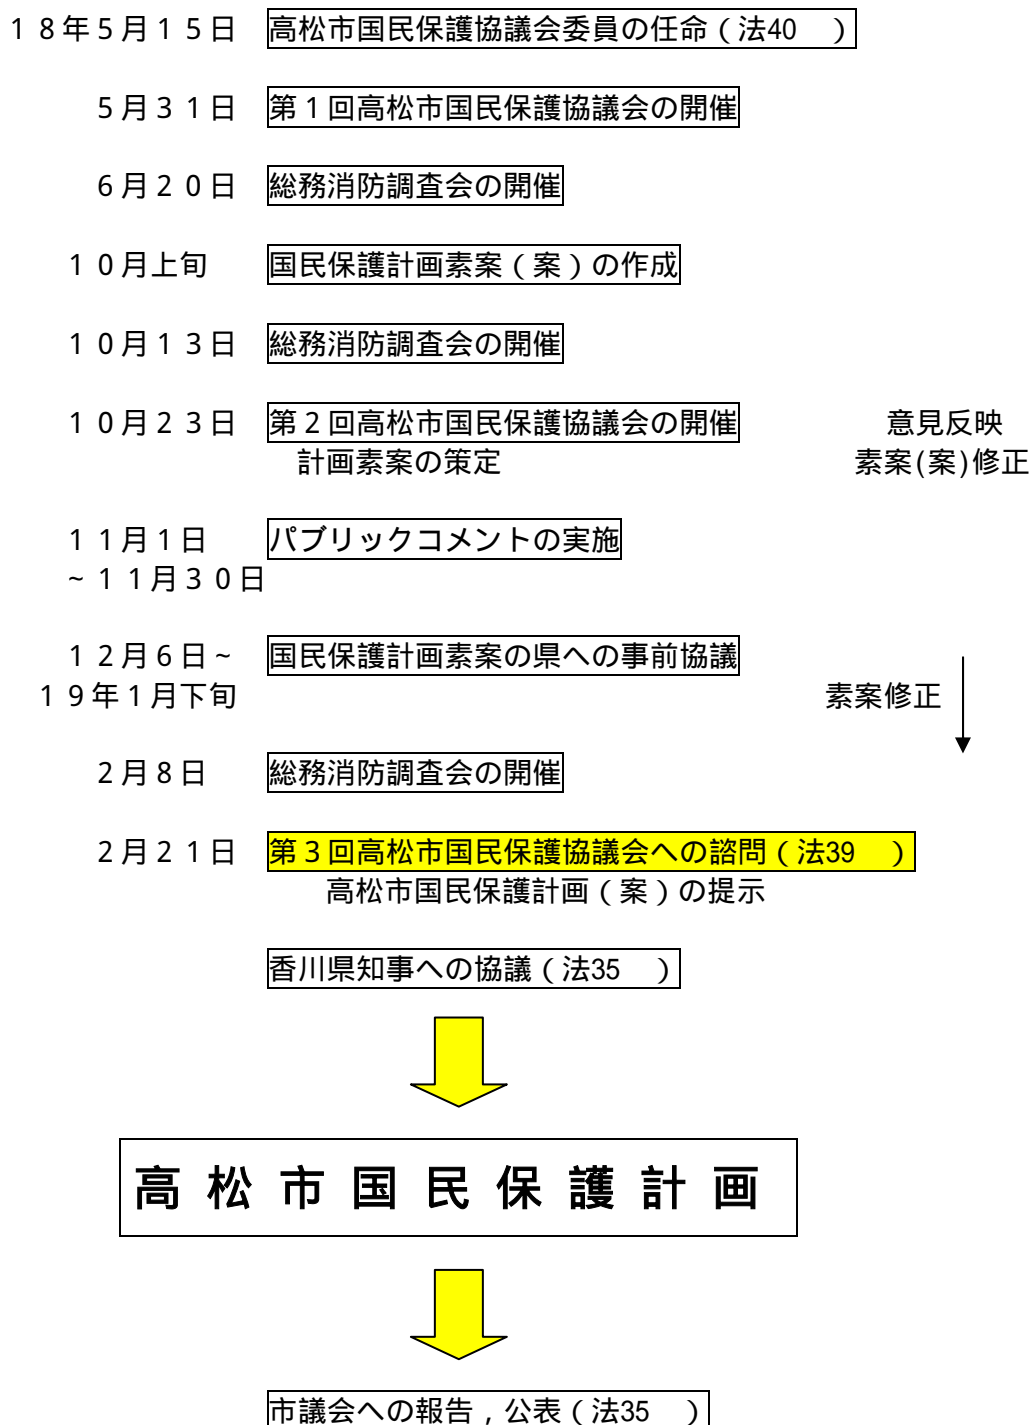 １８年５月１５日 高松市国民保護協議会委員の任命（法40　）
５月３１日 第１回高松市国民保護協議会の開催
６月２０日 総務消防調査会の開催
１０月上旬 国民保護計画素案（案）の作成
１０月１３日 総務消防調査会の開催
１０月２３日 第２回高松市国民保護協議会の開催 意見反映
計画素案の策定 素案(案)修正
１１月１日 パブリックコメントの実施
~１１月３０日
１２月６日~ 国民保護計画素案の県への事前協議
１９年１月下旬 素案修正
２月８日 総務消防調査会の開催
２月２１日 第３回高松市国民保護協議会への諮問（法39　）
高松市国民保護計画（案）の提示
香川県知事への協議（法35　）
高松市国民保護計画
市議会への報告，公表（法35　）